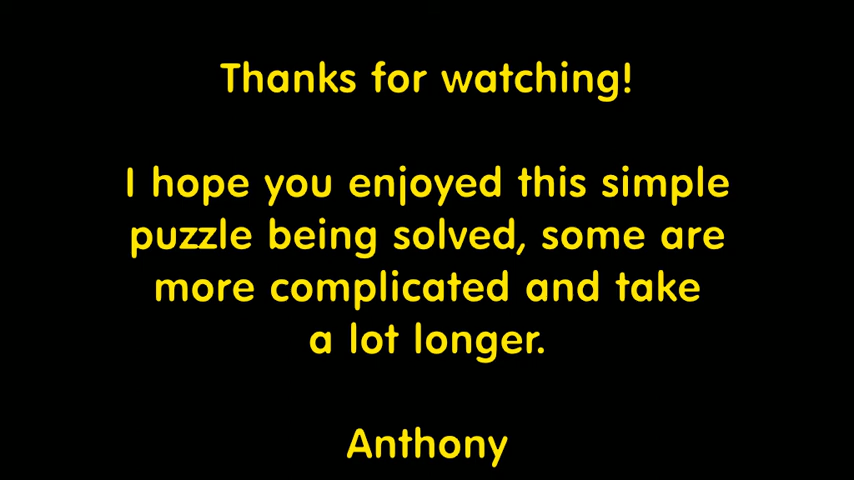 Thanks for watching!
I hope you enjoyed this simple
puzzle being solved, some are
more complicated and take
a lot longer.
Anthony